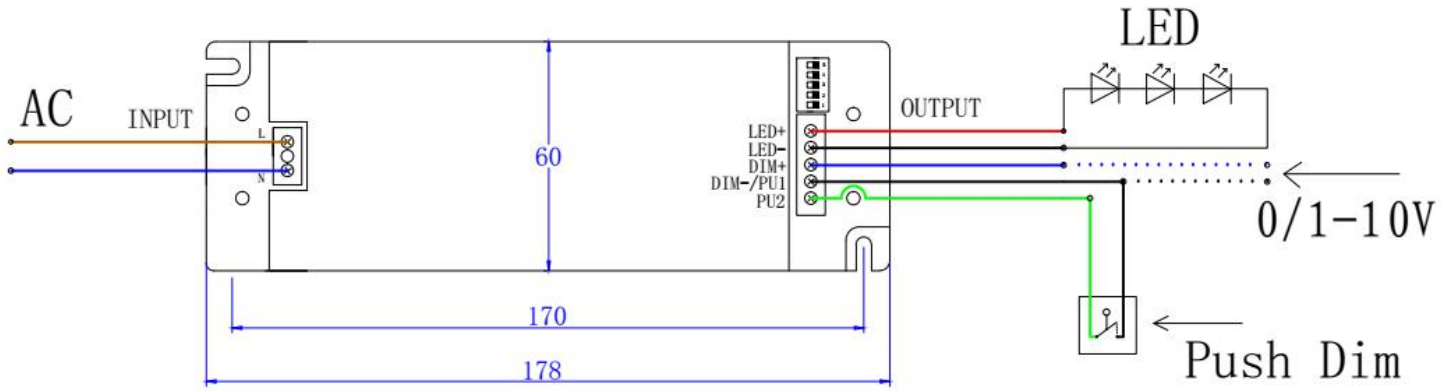 LED
AC
INPUT
OUTPUT
L
N
LED+
LED-
DIM+
DIM-/PU1
PU2
60
0/1-10V
170
178
Push Dim